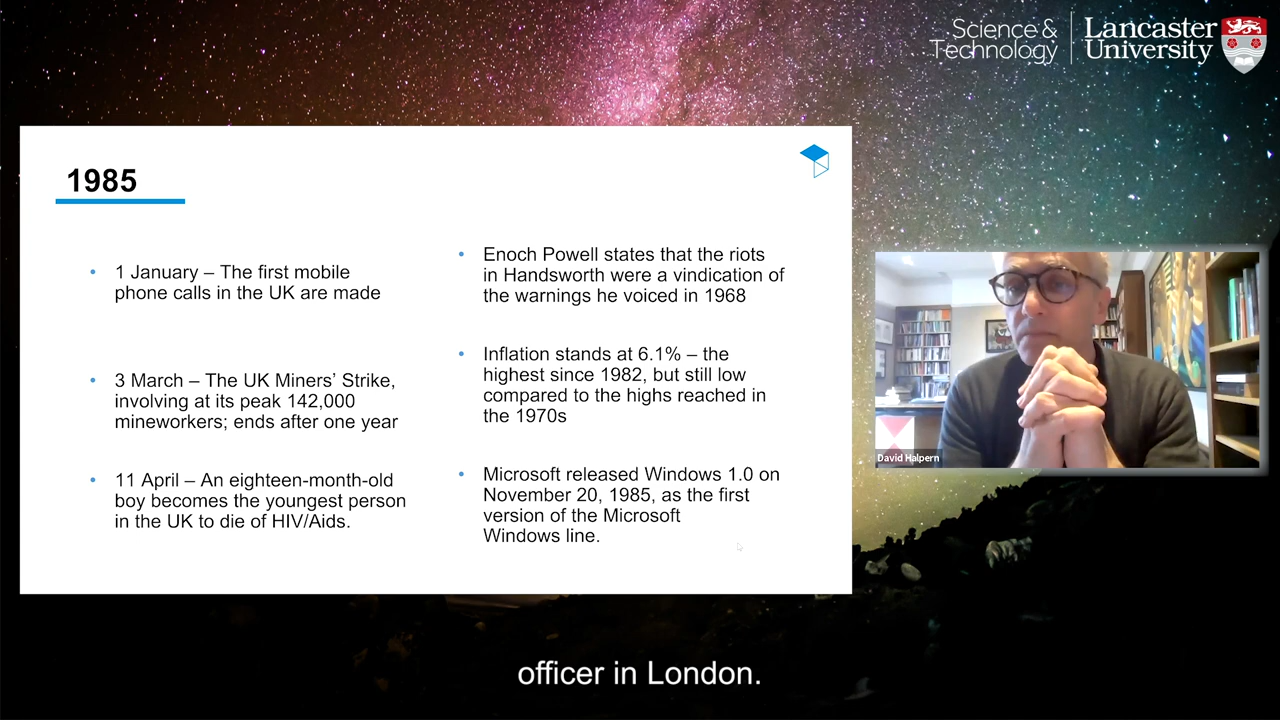 Science &
Technology
Lancaster
University
1985
1 January – The first mobile
phone calls in the UK are made
3 March – The UK Miners’ Strike,
involving at its peak 142,000
mineworkers; ends after one year
11 April – An eighteen-month-old
boy becomes the youngest person
in the UK to die of HIV/Aids.
Enoch Powell states that the riots
in Handsworth were a vindication of
the warnings he voiced in 1968
Inflation stands at 6.1% – the
highest since 1982, but still low
compared to the highs reached in
the 1970s
Microsoft released Windows 1.0 on
November 20, 1985, as the first
version of the Microsoft
Windows line.
David Halpern
officer in London.